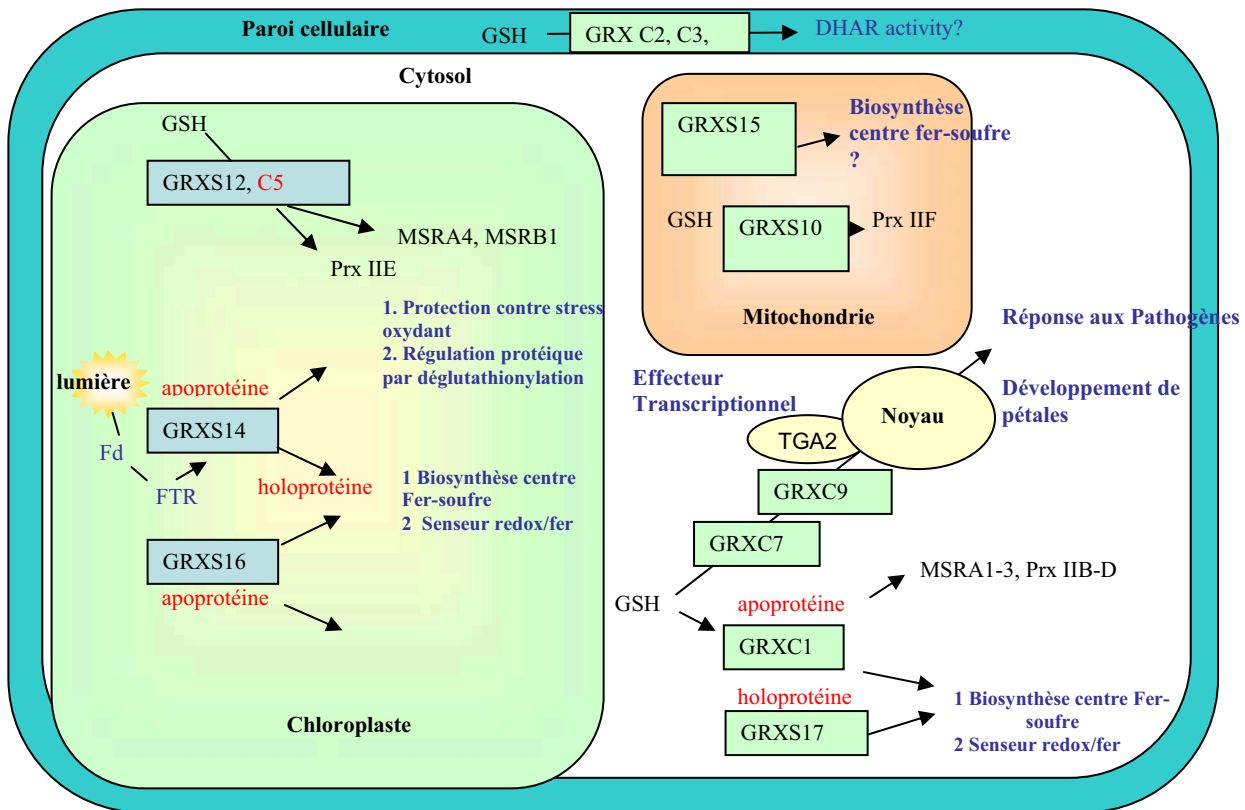 Paroi cellulaire
GSH
GRX C2, C3,
DHAR activity?
Cytosol
GSH
GRXS12, C5
MSRA4, MSRB1
Prx IIE
1. Protection contre stress
oxydant
2. Régulation protéique
par déglutathionylation
lumière
apoprotéine
GRXS14
Fd
FTR
holoprotéine
1 Biosynthèse centre
Fer-soufre
2 Senseur redox/fer
GRXS16
apoprotéine
Chloroplaste
GRXS15
Biosynthèse
centre fer-soufre
?
GSH
GRXS10
Prx IIF
Mitochondrie
Réponse aux Pathogènes
Effecteur
Transcriptionnel
Développement de
pétales
Noyau
TGA2
GRXC9
GRXC7
GSH
MSRA1-3, Prx IIB-D
apoprotéine
GRXC1
holoprotéine
GRXS17
1 Biosynthèse centre Fer-
soufre
2 Senseur redox/fer